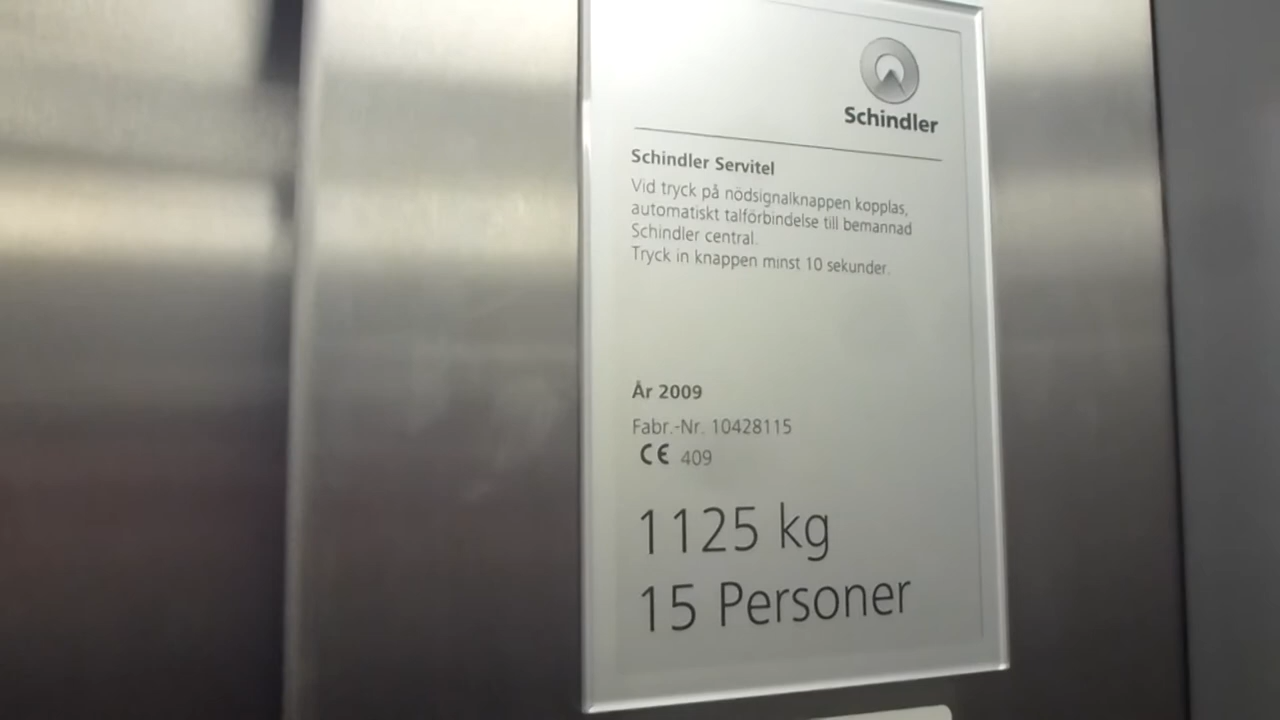 Schindler
Schindler Servitel
Vid tryck på nödsignalknappen kopplas,
automatiskt talförbindelse till bemannad
Schindler central.
Tryck in knappen minst 10 sekunder.
År 2009
Fabr.-Nr. 10428115
CE 409
1125 kg
15 Personer